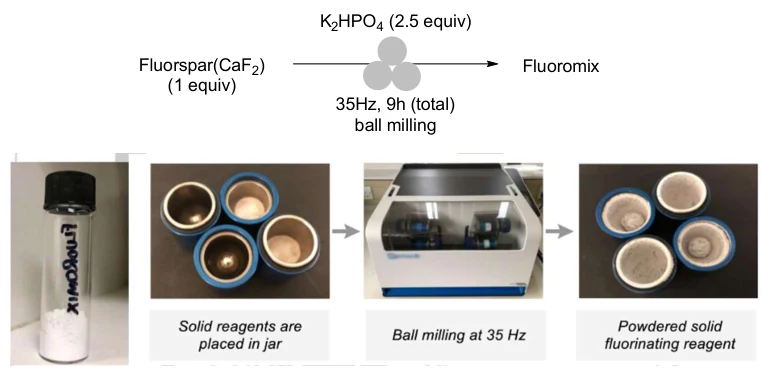 K2HPO4 (2.5 equiv)
Fluorspar(CaF2)
(1 equiv)
Fluoromix
35Hz, 9h (total)
ball milling
FLUOROMIX
Solid reagents are
placed in jar
Ball milling at 35 Hz
Powdered solid
fluorinating reagent